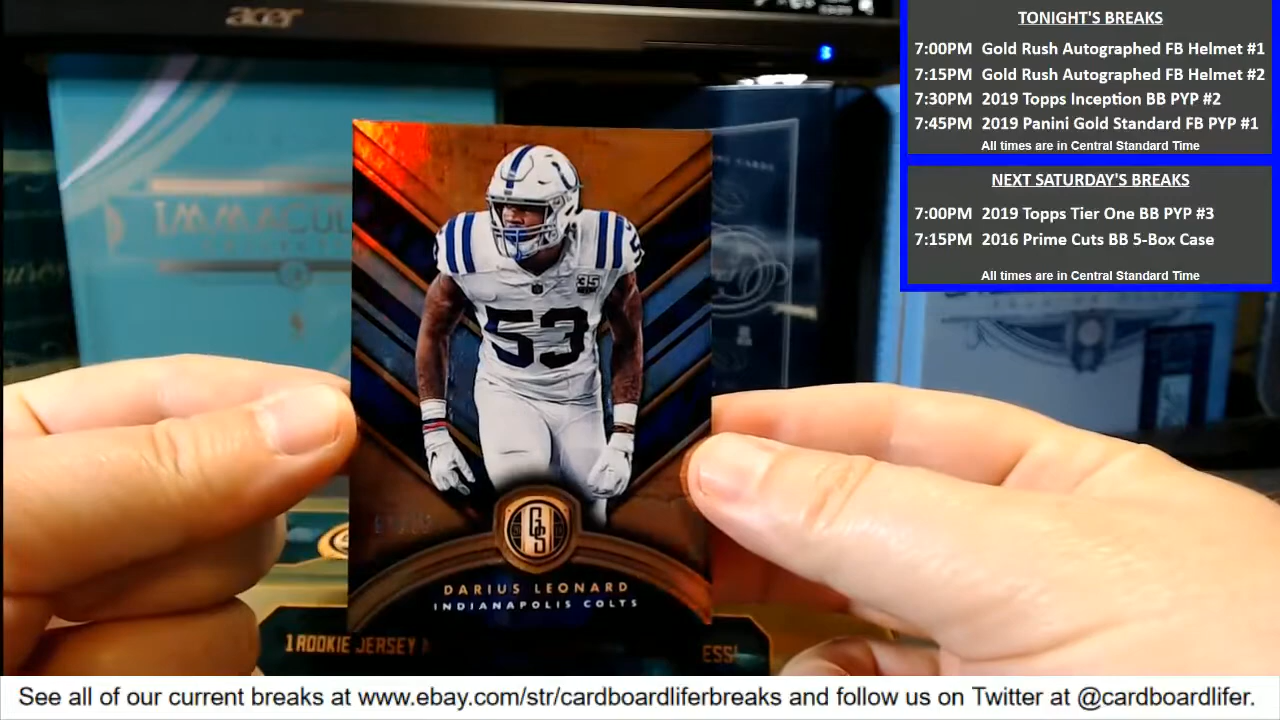 acer
TONIGHT'S BREAKS
7:00PM Gold Rush Autographed FB Helmet #1
7:15PM Gold Rush Autographed FB Helmet #2
7:30PM 2019 Topps Inception BB PYP #2
7:45PM 2019 Panini Gold Standard FB PYP #1
All times are in Central Standard Time
NEXT SATURDAY'S BREAKS
7:00PM 2019 Topps Tier One BB PYP #3
7:15PM 2016 Prime Cuts BB 5-Box Case
All times are in Central Standard Time
CARDS
53
35
53
GS
DARIUS LEONARD
INDIANAPOLIS COLTS
1 ROOKIE JERSEY
See all of our current breaks at www.ebay.com/str/cardboardliferbreaks and follow us on Twitter at @cardboardlifer.